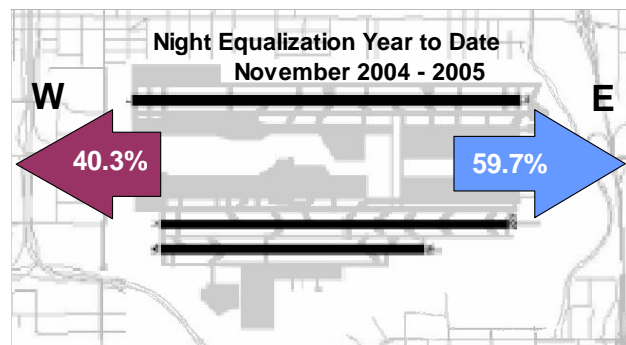 Night Equalization Year to Date
November 2004 - 2005
W
E
40.3%
59.7%